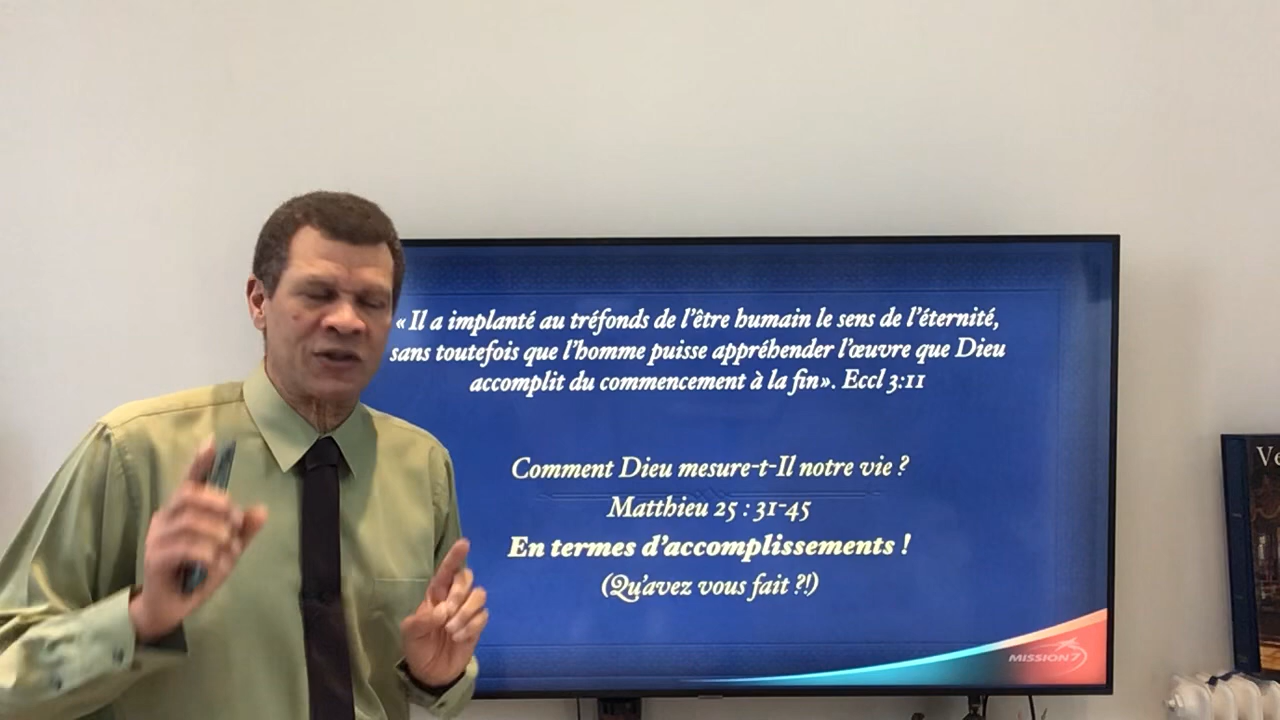 « Il a implanté au tréfonds de l'être humain le sens de l'éternité,
sans toutefois que l'homme puisse appréhender l'œuvre que Dieu
accomplit du commencement à la fin». Eccl 3:11
Comment Dieu mesure-t-Il notre vie ?
Matthieu 25 : 31-45
En termes d'accomplissements !
(Qu'avez vous fait ?!)
MISSION7